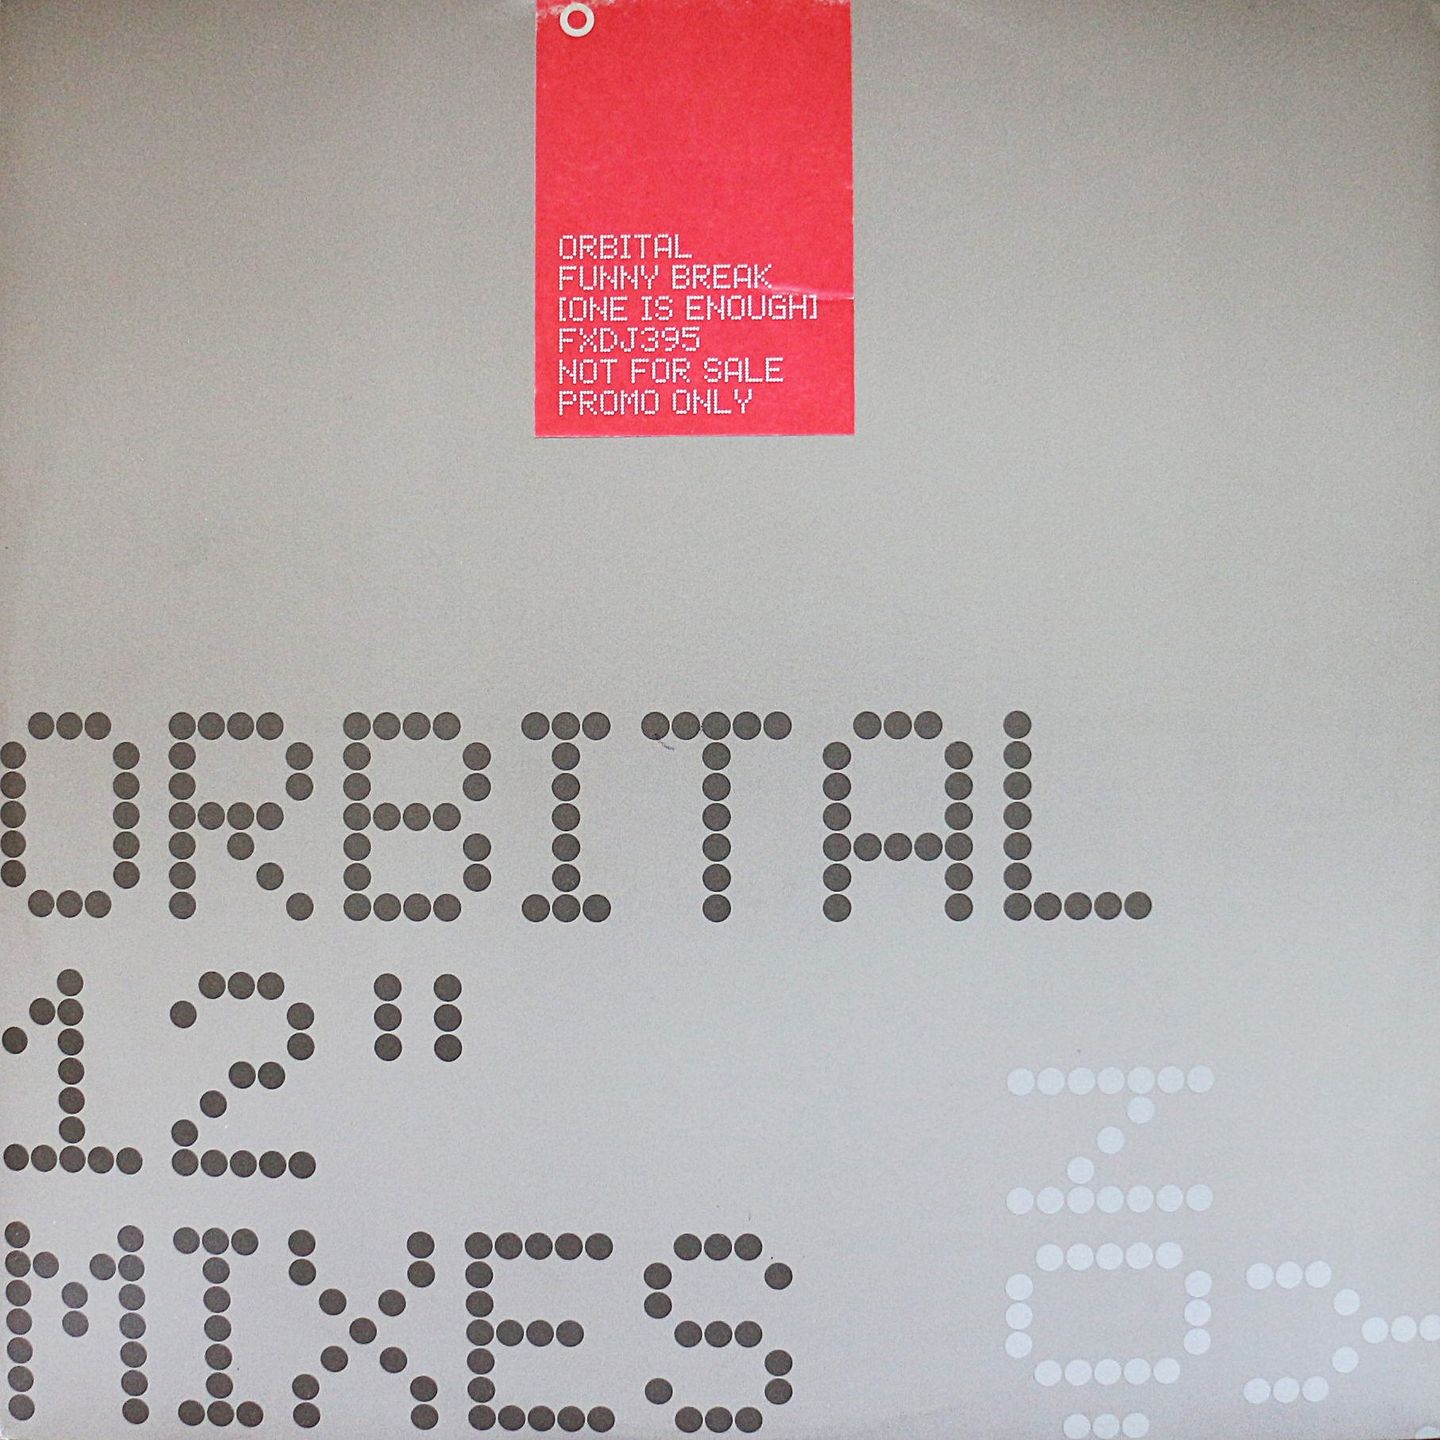 ORBITAL
FUNNY BREAK
[ONE IS ENOUGH]
FXDJ395
NOT FOR SALE
PROMO ONLY
ORBITAL
12"
MIXES